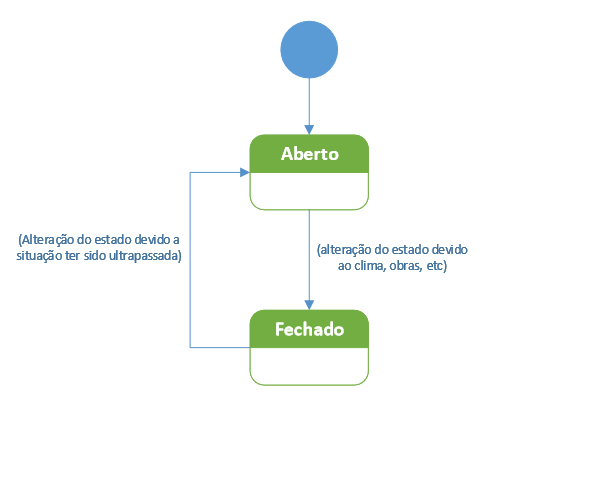 Aberto
(Alteração do estado devido a
situação ter sido ultrapassada)
(alteração do estado devido
ao clima, obras, etc)
Fechado